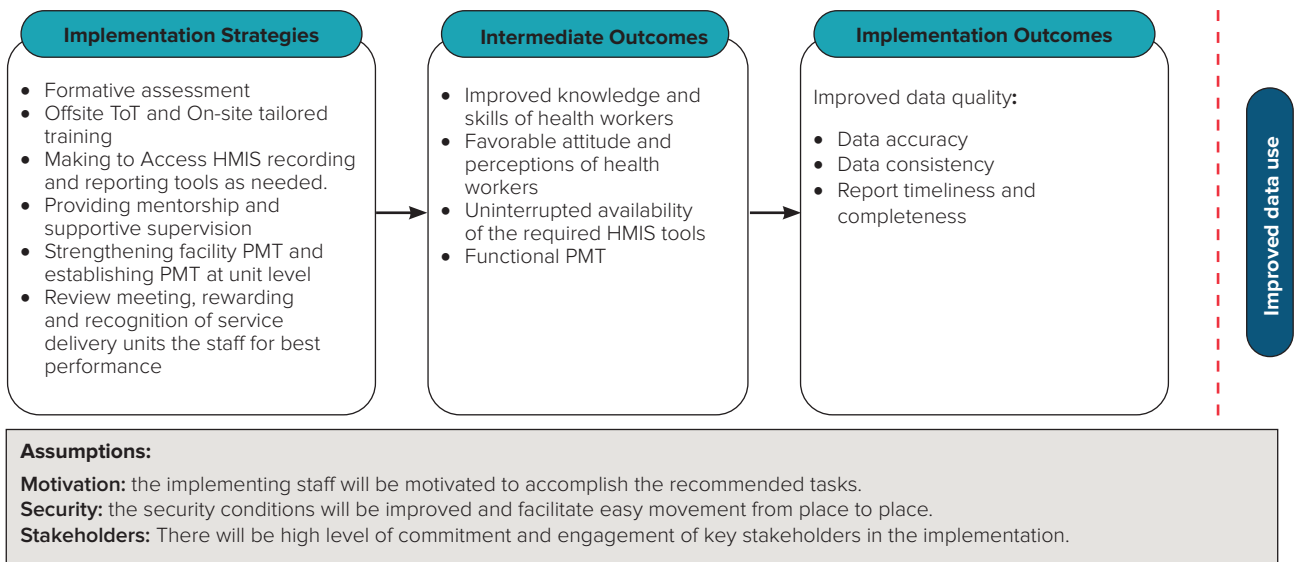 Implementation Strategies
• Formative assessment
• Offsite ToT and On-site tailored
training
• Making to Access HMIS recording
and reporting tools as needed.
• Providing mentorship and
supportive supervision
• Strengthening facility PMT and
establishing PMT at unit level
• Review meeting, rewarding
and recognition of service
delivery units the staff for best
performance
Intermediate Outcomes
• Improved knowledge and
skills of health workers
• Favorable attitude and
perceptions of health
workers
• Uninterrupted availability
of the required HMIS tools
• Functional PMT
Implementation Outcomes
Improved data quality:
• Data accuracy
• Data consistency
• Report timeliness and
completeness
Improved data use
Assumptions:
Motivation: the implementing staff will be motivated to accomplish the recommended tasks.
Security: the security conditions will be improved and facilitate easy movement from place to place.
Stakeholders: There will be high level of commitment and engagement of key stakeholders in the implementation.